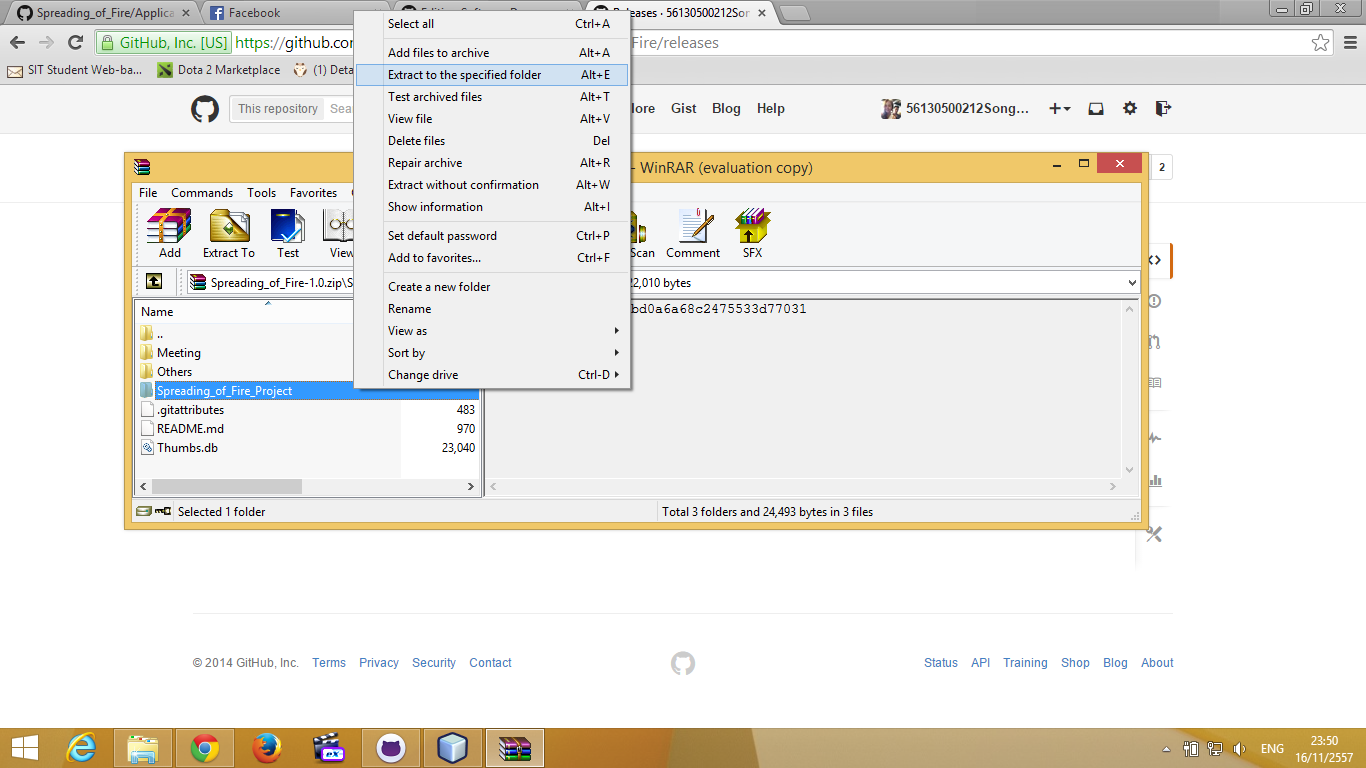 Spreading_of_Fire/Applica
Facebook
Releases · 56130500212Son
GitHub, Inc. [US]
https://github.co
Fire/releases
SIT Student Web-ba...
Dota 2 Marketplace
This repository
Gist
Blog
Help
56130500212Song...
2
- WinRAR (evaluation copy)
File
Commands
Tools
Favorites
Add
Extract To
Test
View
Scan
Comment
SFX
Spreading_of_Fire-1.0.zip\S
2,010 bytes
Name
bd0a6a68c2475533d77031
..
Meeting
Others
Spreading_of_Fire_Project
.gitattributes
483
README.md
970
Thumbs.db
23,040
Selected 1 folder
Total 3 folders and 24,493 bytes in 3 files
Select all
Ctrl+A
Add files to archive
Alt+A
Extract to the specified folder
Alt+E
Test archived files
Alt+T
View file
Alt+V
Delete files
Del
Repair archive
Alt+R
Extract without confirmation
Alt+W
Show information
Alt+I
Set default password
Ctrl+P
Add to favorites...
Ctrl+F
Create a new folder
Rename
View as
Sort by
Change drive
Ctrl-D
© 2014 GitHub, Inc.
Terms
Privacy
Security
Contact
Status
API
Training
Shop
Blog
About
ENG
23:50
16/11/2557